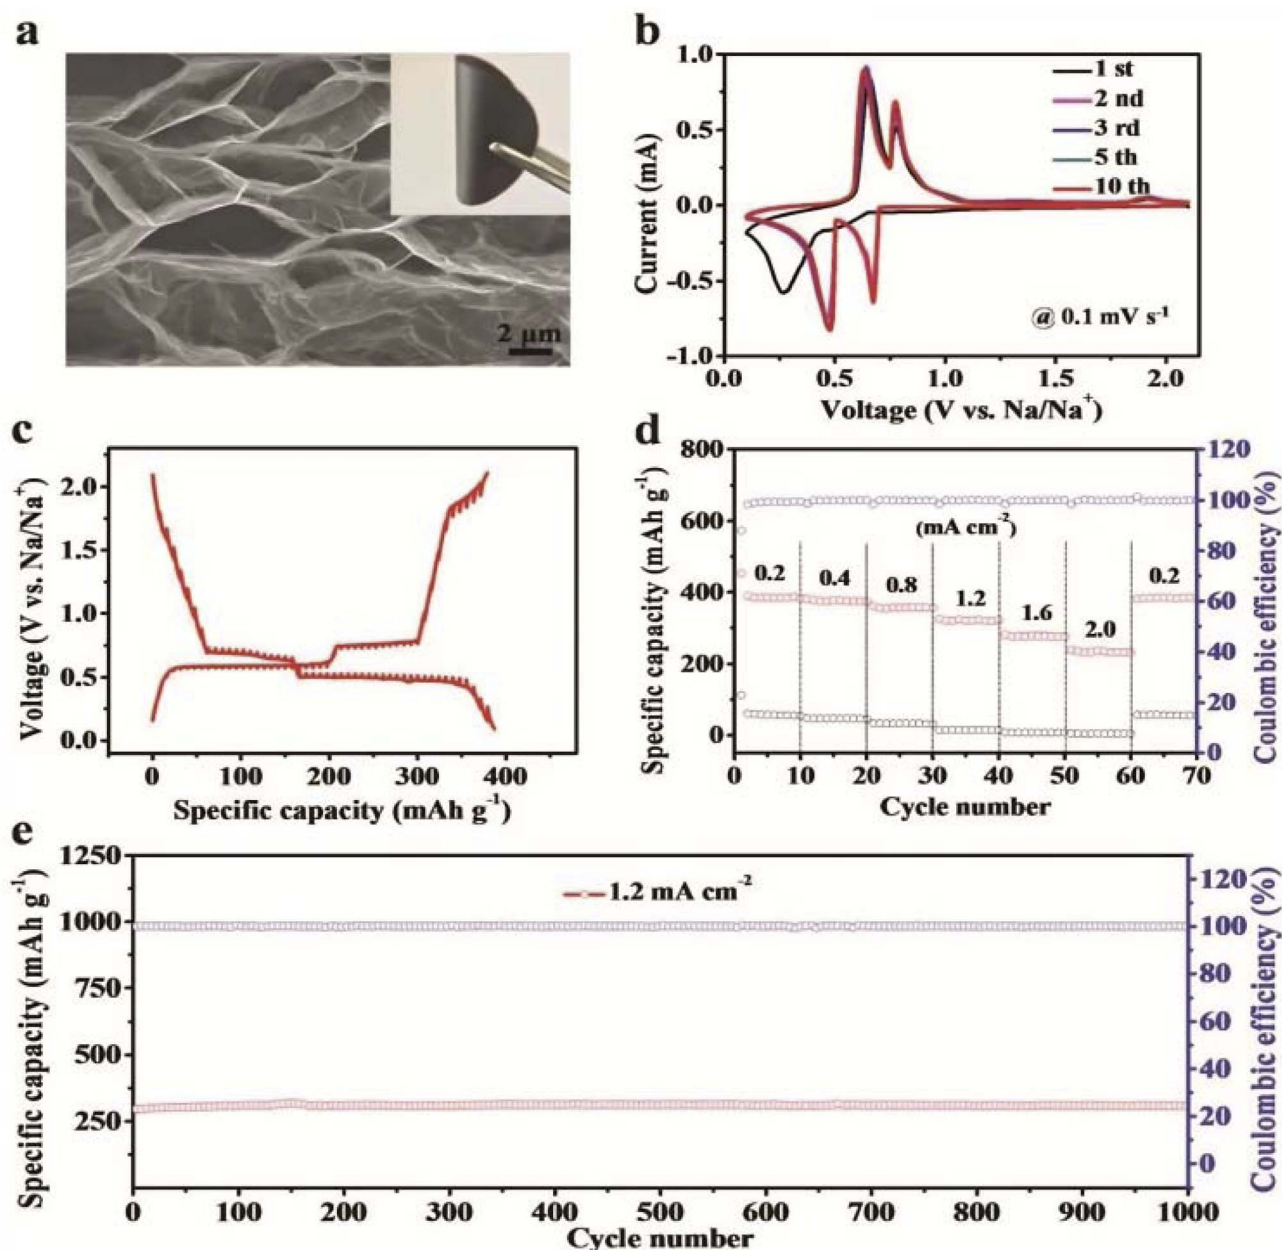 a
2 μm
b
1.0
0.5
0.0
-0.5
-1.0
Current (mA)
1 st
2 nd
3 rd
5 th
10 th
@ 0.1 mV s⁻¹
0.0 0.5 1.0 1.5 2.0
Voltage (V vs. Na/Na⁺)
c
2.0
1.5
1.0
0.5
0.0
Voltage (V vs. Na/Na⁺)
0 100 200 300 400
Specific capacity (mAh g⁻¹)
d
800
600
400
200
0
Specific capacity (mAh g⁻¹)
(mA cm⁻²)
0.2 0.4 0.8 1.2 1.6 2.0 0.2
120
100
80
60
40
20
0
Coulombic efficiency (%)
0 10 20 30 40 50 60 70
Cycle number
e
1250
1000
750
500
250
Specific capacity (mAh g⁻¹)
1.2 mA cm⁻²
120
100
80
60
40
20
0
Coulombic efficiency (%)
0 100 200 300 400 500 600 700 800 900 1000
Cycle number